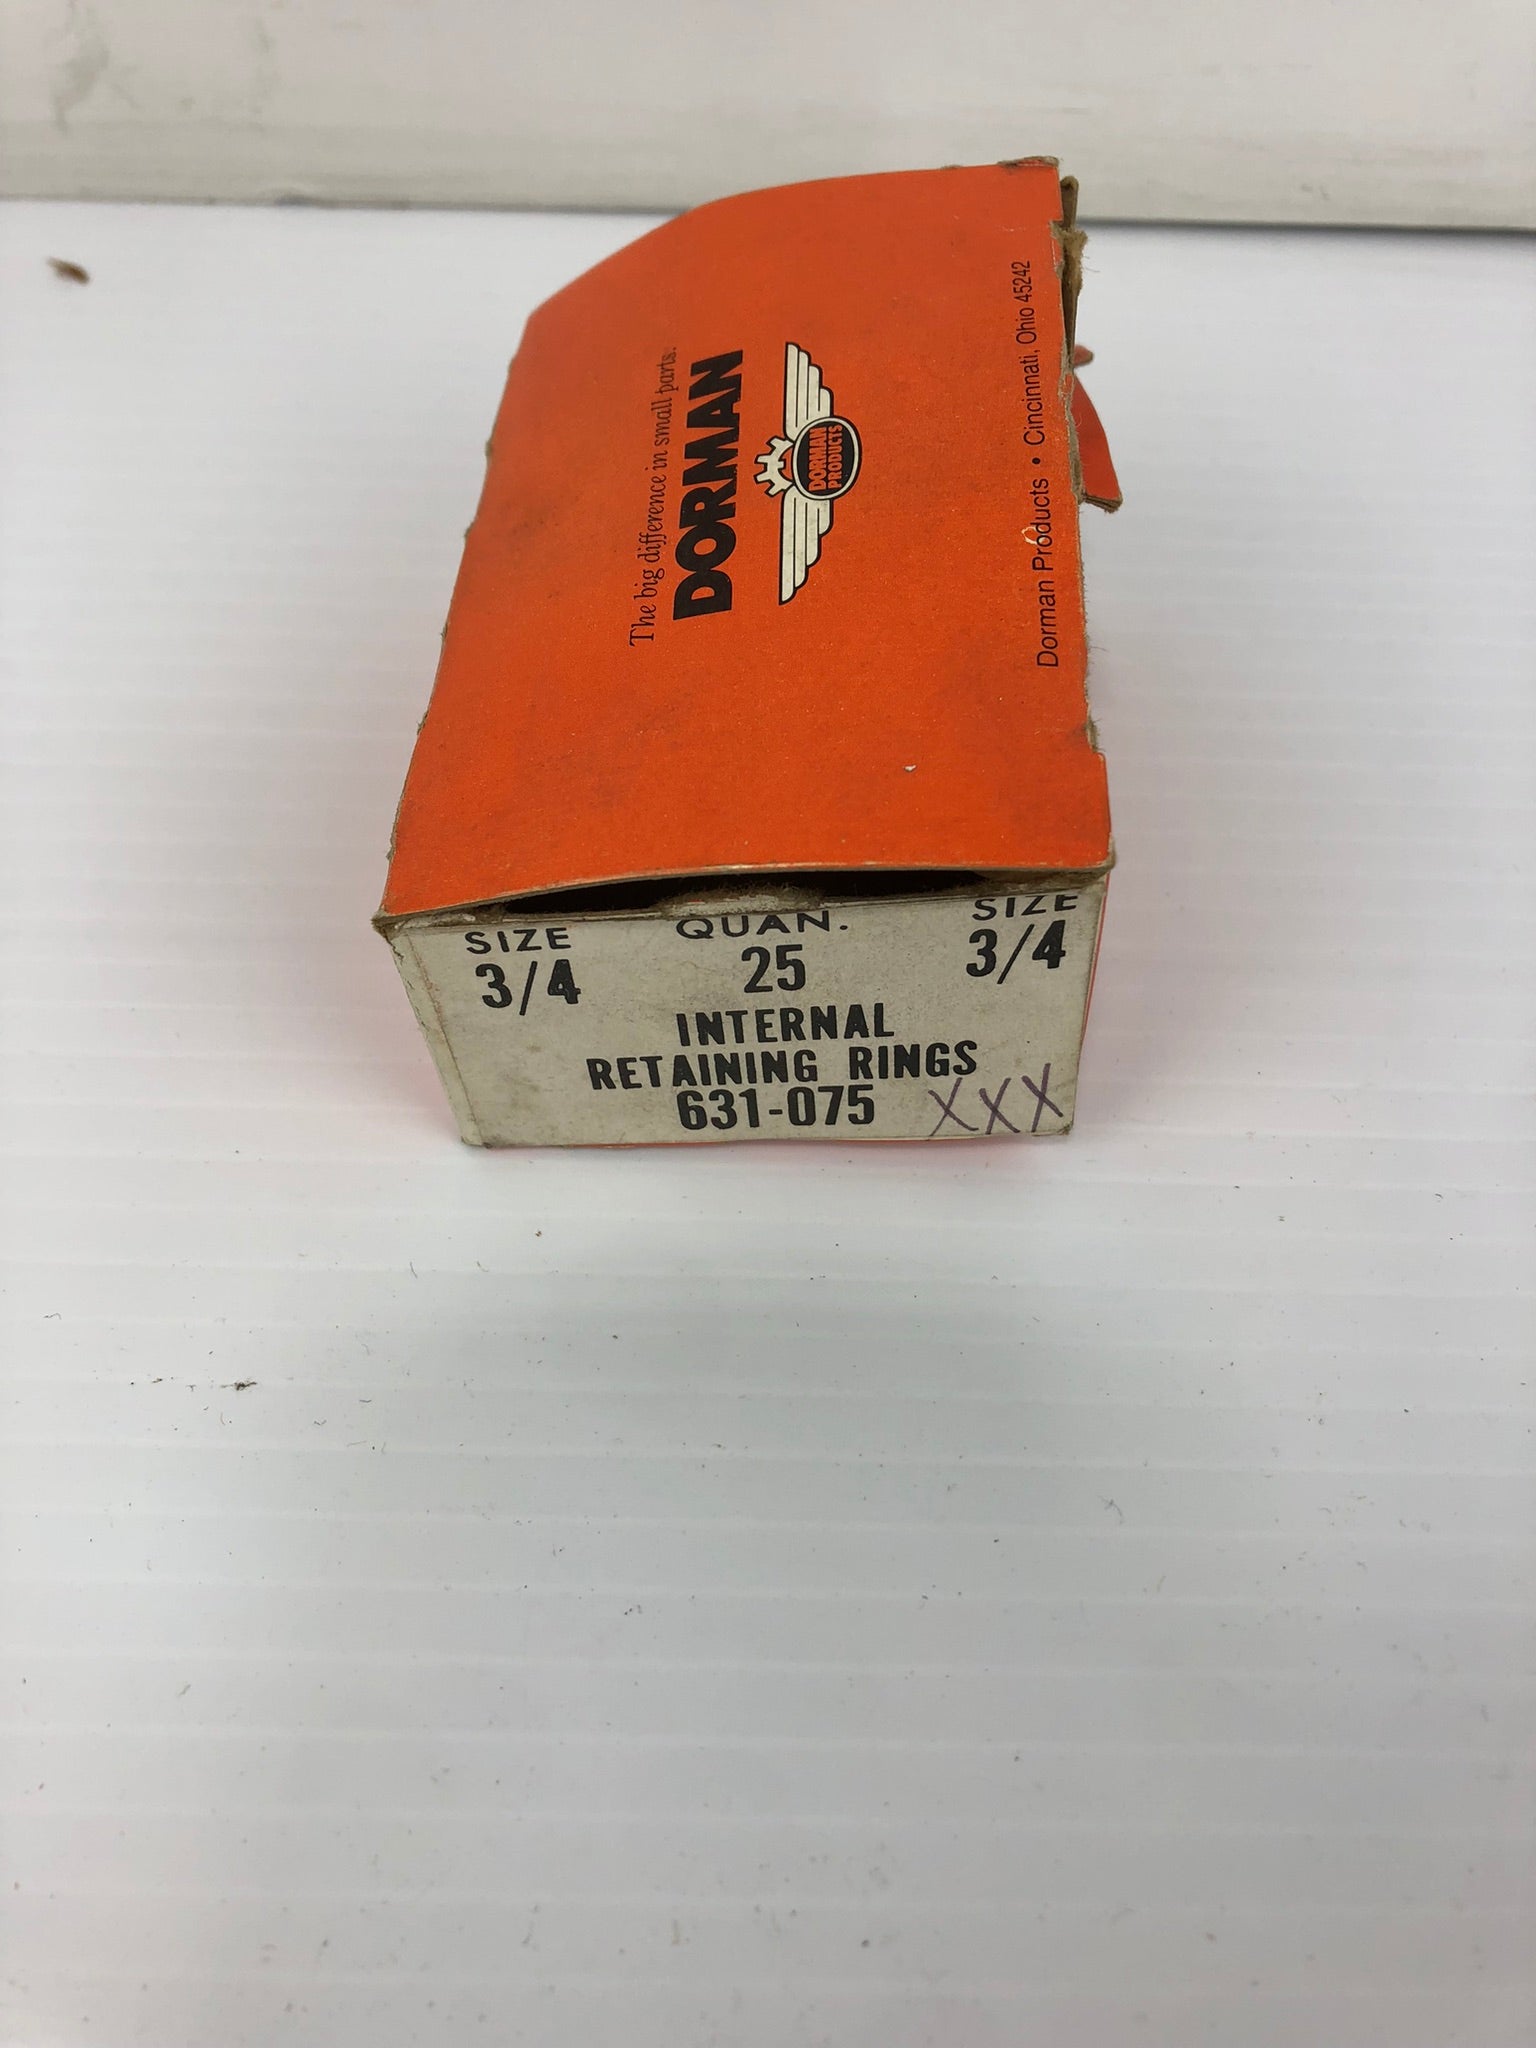 The big difference in small parts.
DORMAN
DORMAN
PRODUCTS
Dorman Products • Cincinnati, Ohio 45242
SIZE QUAN. SIZE
3/4 25 3/4
INTERNAL
RETAINING RINGS
631-075 XXX